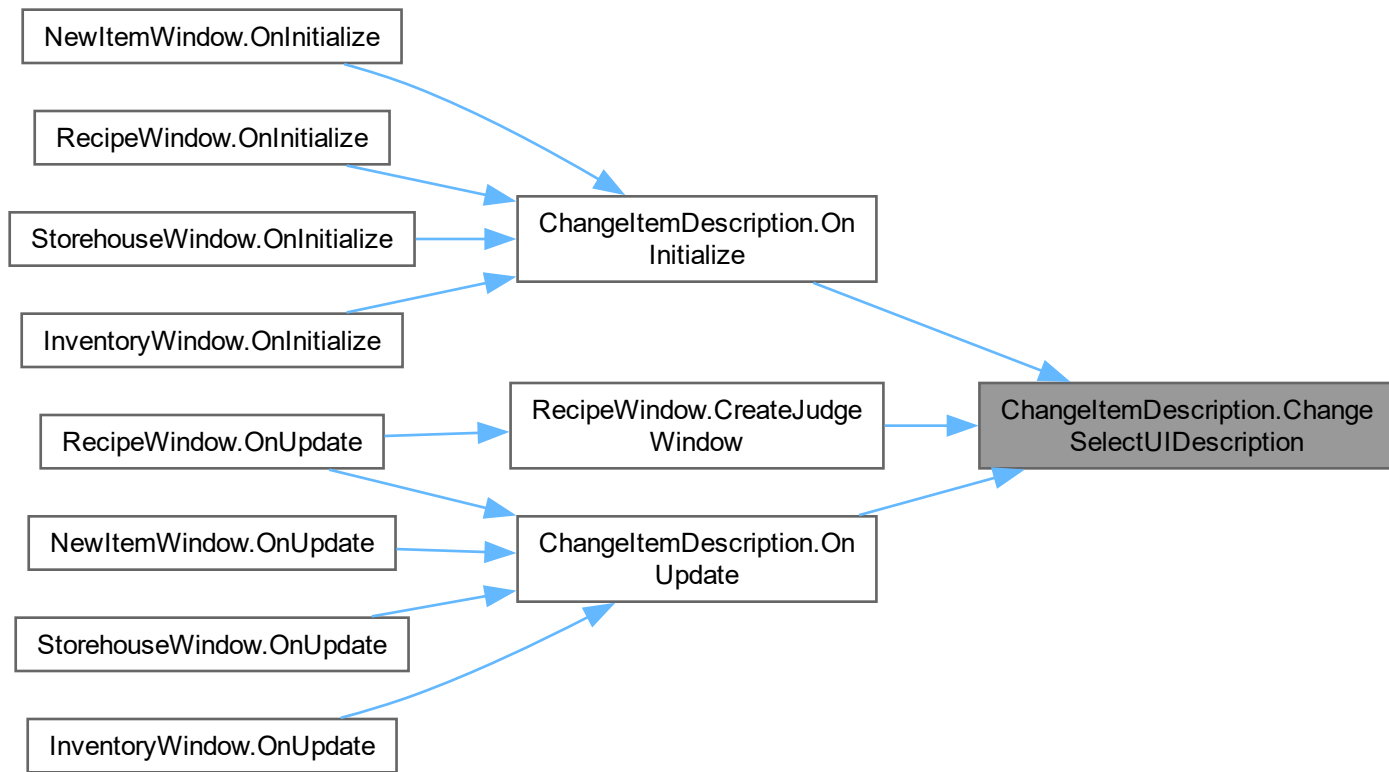 NewItemWindow.OnInitialize
RecipeWindow.OnInitialize
StorehouseWindow.OnInitialize
InventoryWindow.OnInitialize
ChangeItemDescription.On
Initialize
RecipeWindow.OnUpdate
RecipeWindow.CreateJudge
Window
ChangeItemDescription.Change
SelectUIDescription
NewItemWindow.OnUpdate
ChangeItemDescription.On
Update
StorehouseWindow.OnUpdate
InventoryWindow.OnUpdate